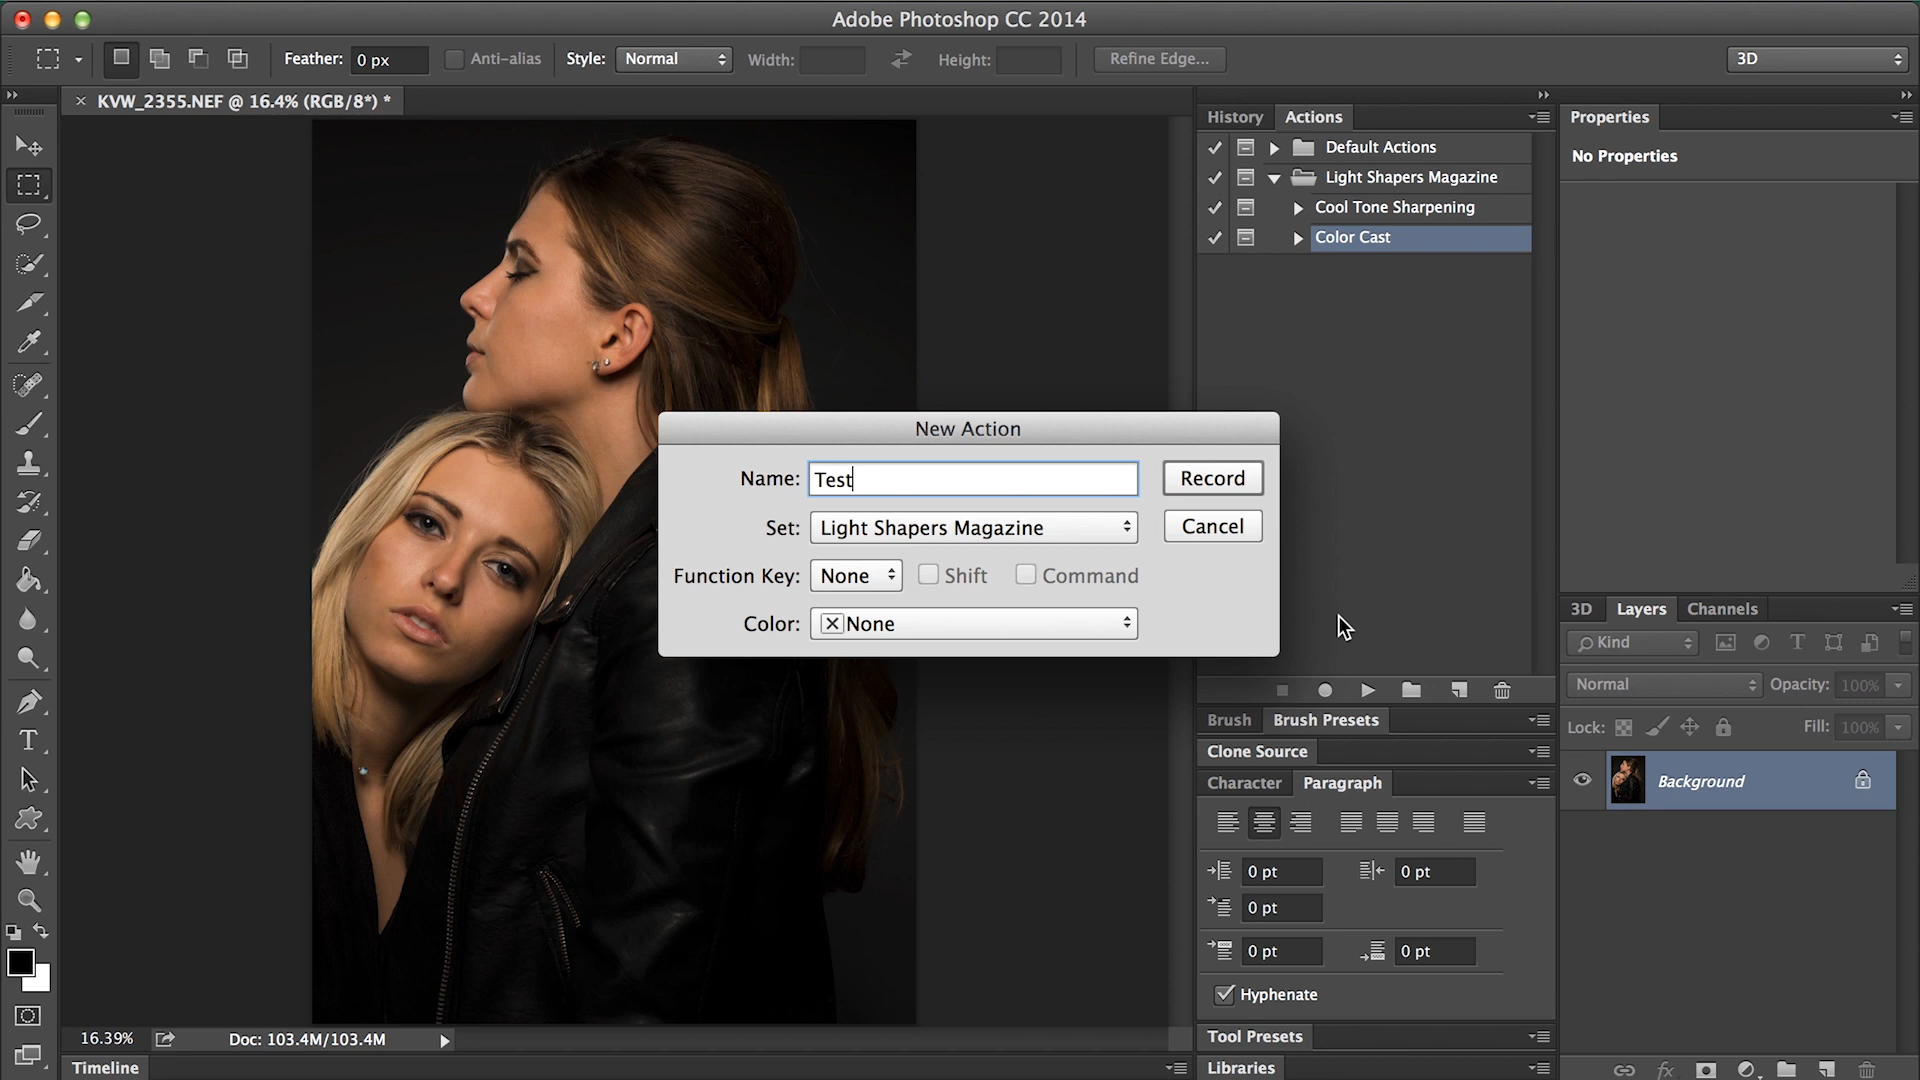 Adobe Photoshop CC 2014
Feather: 0 px Anti-alias Style: Normal Width: Height: Refine Edge... 3D
× KVW_2355.NEF @ 16.4% (RGB/8*) *
History Actions
Default Actions
Light Shapers Magazine
Cool Tone Sharpening
Color Cast
Properties
No Properties
New Action
Name: Test Record
Set: Light Shapers Magazine Cancel
Function Key: None Shift Command
Color: None
Brush Brush Presets
Clone Source
Character Paragraph
0 pt 0 pt
0 pt
0 pt 0 pt
Hyphenate
Tool Presets
Libraries
3D Layers Channels
Kind
Normal Opacity: 100%
Lock: Fill: 100%
Background
fx
16.39% Doc: 103.4M/103.4M
Timeline